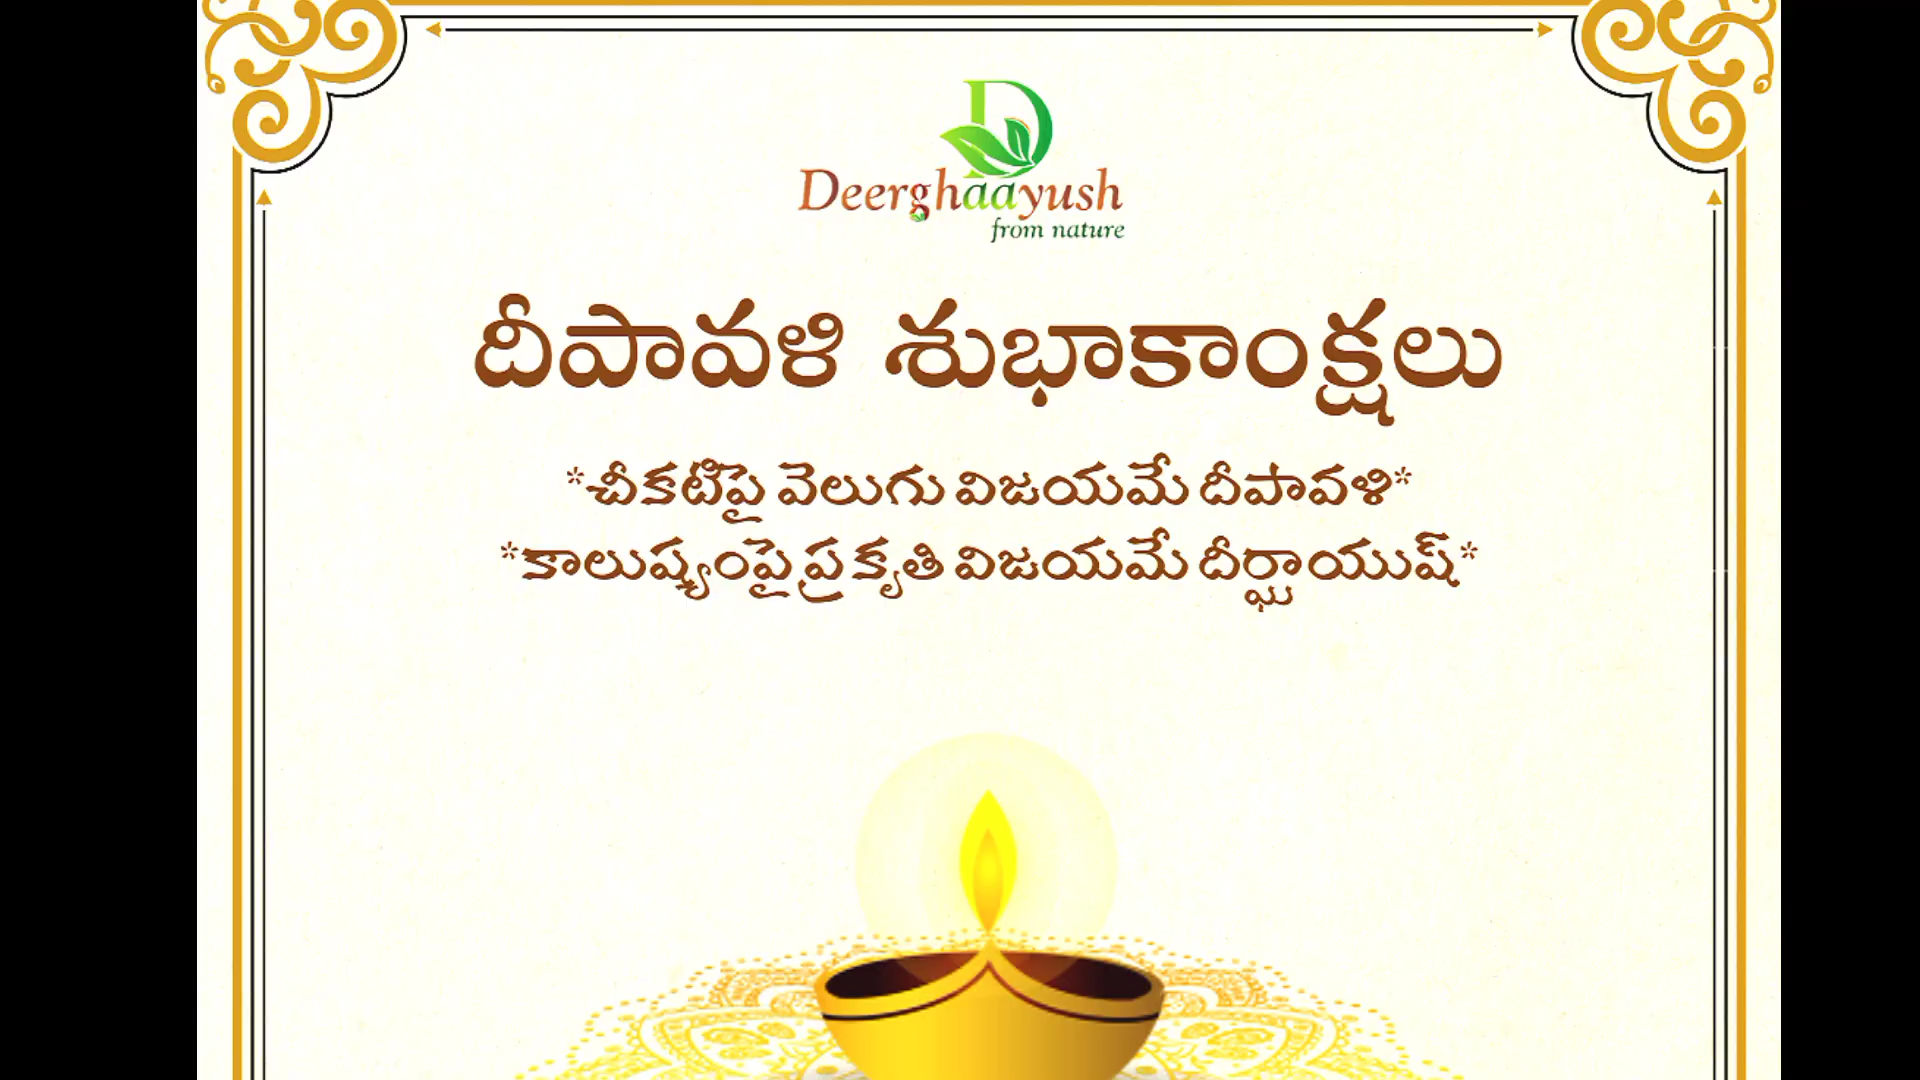 Deerghaayush
from nature
దీపావళి శుభాకాంక్షలు
*చీకటిపై వెలుగు విజయమే దీపావళి*
*కాలుష్యంపై ప్రకృతి విజయమే దీర్ఘాయుష్*